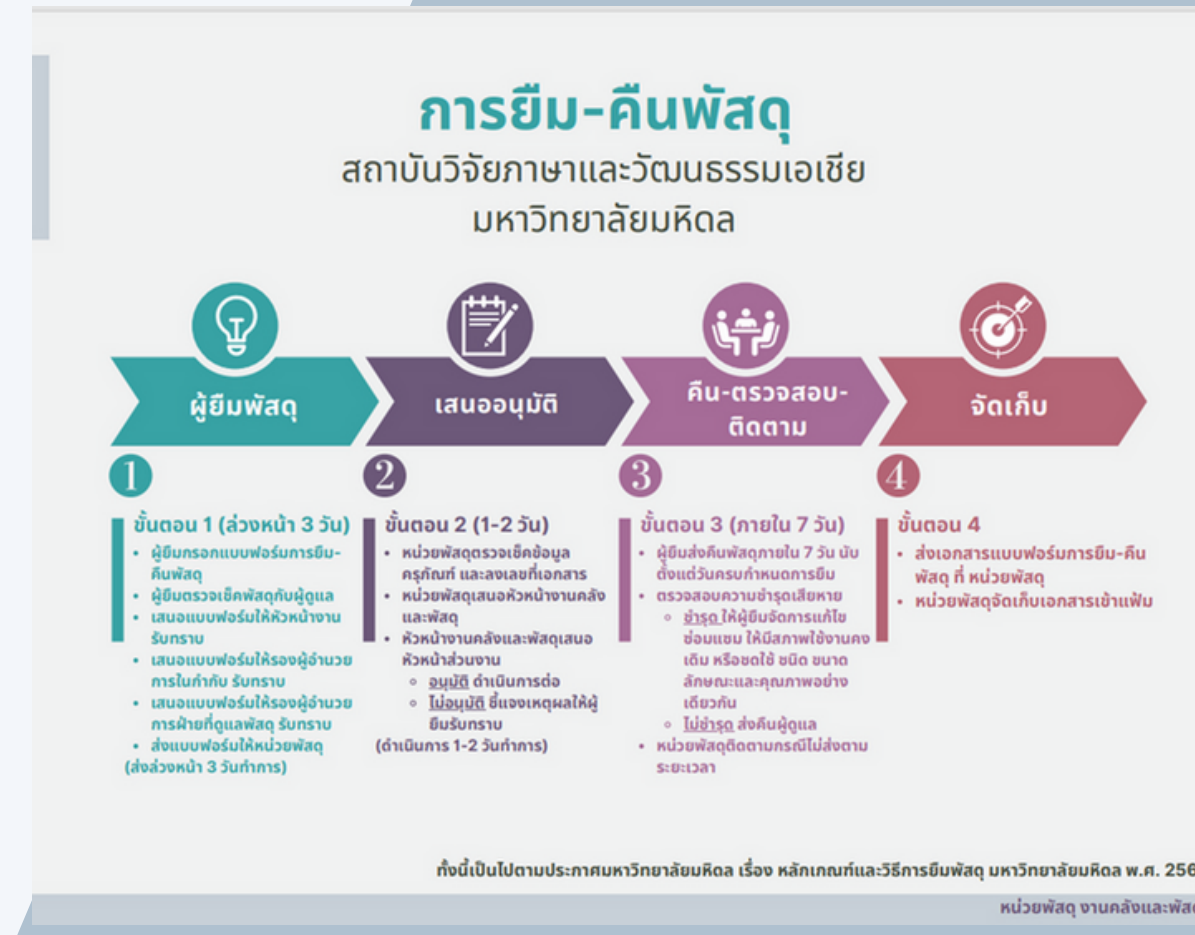 การยืม-คืนพัสดุ
สถาบันวิจัยภาษาและวัฒนธรรมเอเชีย
มหาวิทยาลัยมหิดล
ผู้ยืมพัสดุ
1
ขั้นตอน 1 (ล่วงหน้า 3 วัน)
• ผู้ยืมกรอกแบบฟอร์มการยืม-
คืนพัสดุ
• ผู้ยืมตรวจเช็คพัสดุกับผู้ดูแล
• เสนอแบบฟอร์มให้หัวหน้างาน
รับทราบ
• เสนอแบบฟอร์มให้รองผู้อำนวย
การในกำกับ รับทราบ
• เสนอแบบฟอร์มให้รองผู้อำนวย
การฝ่ายที่ดูแลพัสดุ รับทราบ
• ส่งแบบฟอร์มให้หน่วยพัสดุ
(ส่งล่วงหน้า 3 วันทำการ)
เสนออนุมัติ
2
ขั้นตอน 2 (1-2 วัน)
• หน่วยพัสดุตรวจเช็คข้อมูล
ครุภัณฑ์ และลงเลขที่เอกสาร
• หน่วยพัสดุเสนอหัวหน้างานคลัง
และพัสดุ
• หัวหน้างานคลังและพัสดุเสนอ
หัวหน้าส่วนงาน
◦ อนุมัติ ดำเนินการต่อ
◦ ไม่อนุมัติ ชี้แจงเหตุผลให้ผู้
ยืมรับทราบ
(ดำเนินการ 1-2 วันทำการ)
คืน-ตรวจสอบ-
ติดตาม
3
ขั้นตอน 3 (ภายใน 7 วัน)
• ผู้ยืมส่งคืนพัสดุภายใน 7 วัน นับ
ตั้งแต่วันครบกำหนดการยืม
• ตรวจสอบความชำรุดเสียหาย
◦ ชำรุด ให้ผู้ยืมจัดการแก้ไข
ซ่อมแซม ให้มีสภาพใช้งานคง
เดิม หรือชดใช้ ชนิด ขนาด
ลักษณะและคุณภาพอย่าง
เดียวกัน
◦ ไม่ชำรุด ส่งคืนผู้ดูแล
• หน่วยพัสดุติดตามกรณีไม่ส่งตาม
ระยะเวลา
จัดเก็บ
4
ขั้นตอน 4
• ส่งเอกสารแบบฟอร์มการยืม-คืน
พัสดุ ที่ หน่วยพัสดุ
• หน่วยพัสดุจัดเก็บเอกสารเข้าแฟ้ม
ทั้งนี้เป็นไปตามประกาศมหาวิทยาลัยมหิดล เรื่อง หลักเกณฑ์และวิธีการยืมพัสดุ มหาวิทยาลัยมหิดล พ.ศ. 256
หน่วยพัสดุ งานคลังและพัส